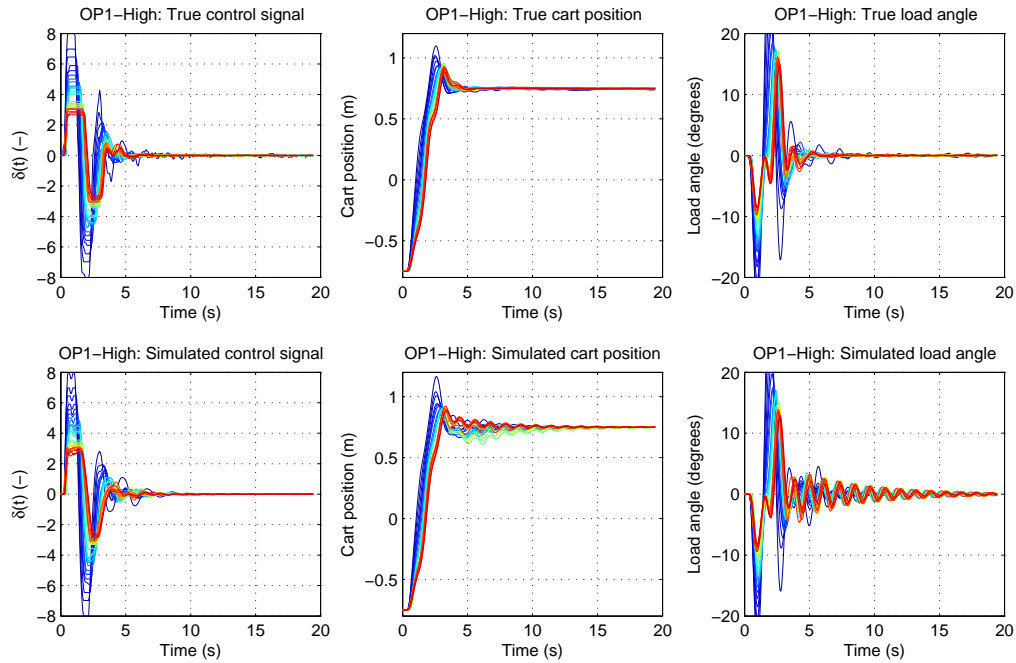 OP1−High: True control signal
8
6
4
2
0
−2
−4
−6
−8
δ(t) (−)
0 5 10 15 20
Time (s)
OP1−High: True cart position
1
0.5
0
−0.5
Cart position (m)
0 5 10 15 20
Time (s)
OP1−High: True load angle
20
10
0
−10
−20
Load angle (degrees)
0 5 10 15 20
Time (s)
OP1−High: Simulated control signal
8
6
4
2
0
−2
−4
−6
−8
δ(t) (−)
0 5 10 15 20
Time (s)
OP1−High: Simulated cart position
1
0.5
0
−0.5
Cart position (m)
0 5 10 15 20
Time (s)
OP1−High: Simulated load angle
20
10
0
−10
−20
Load angle (degrees)
0 5 10 15 20
Time (s)